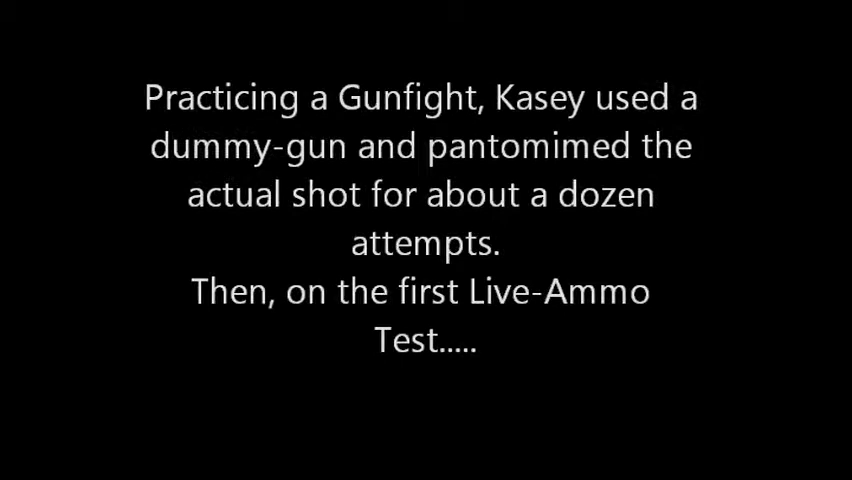 Practicing a Gunfight, Kasey used a
dummy-gun and pantomimed the
actual shot for about a dozen
attempts.
Then, on the first Live-Ammo
Test.....